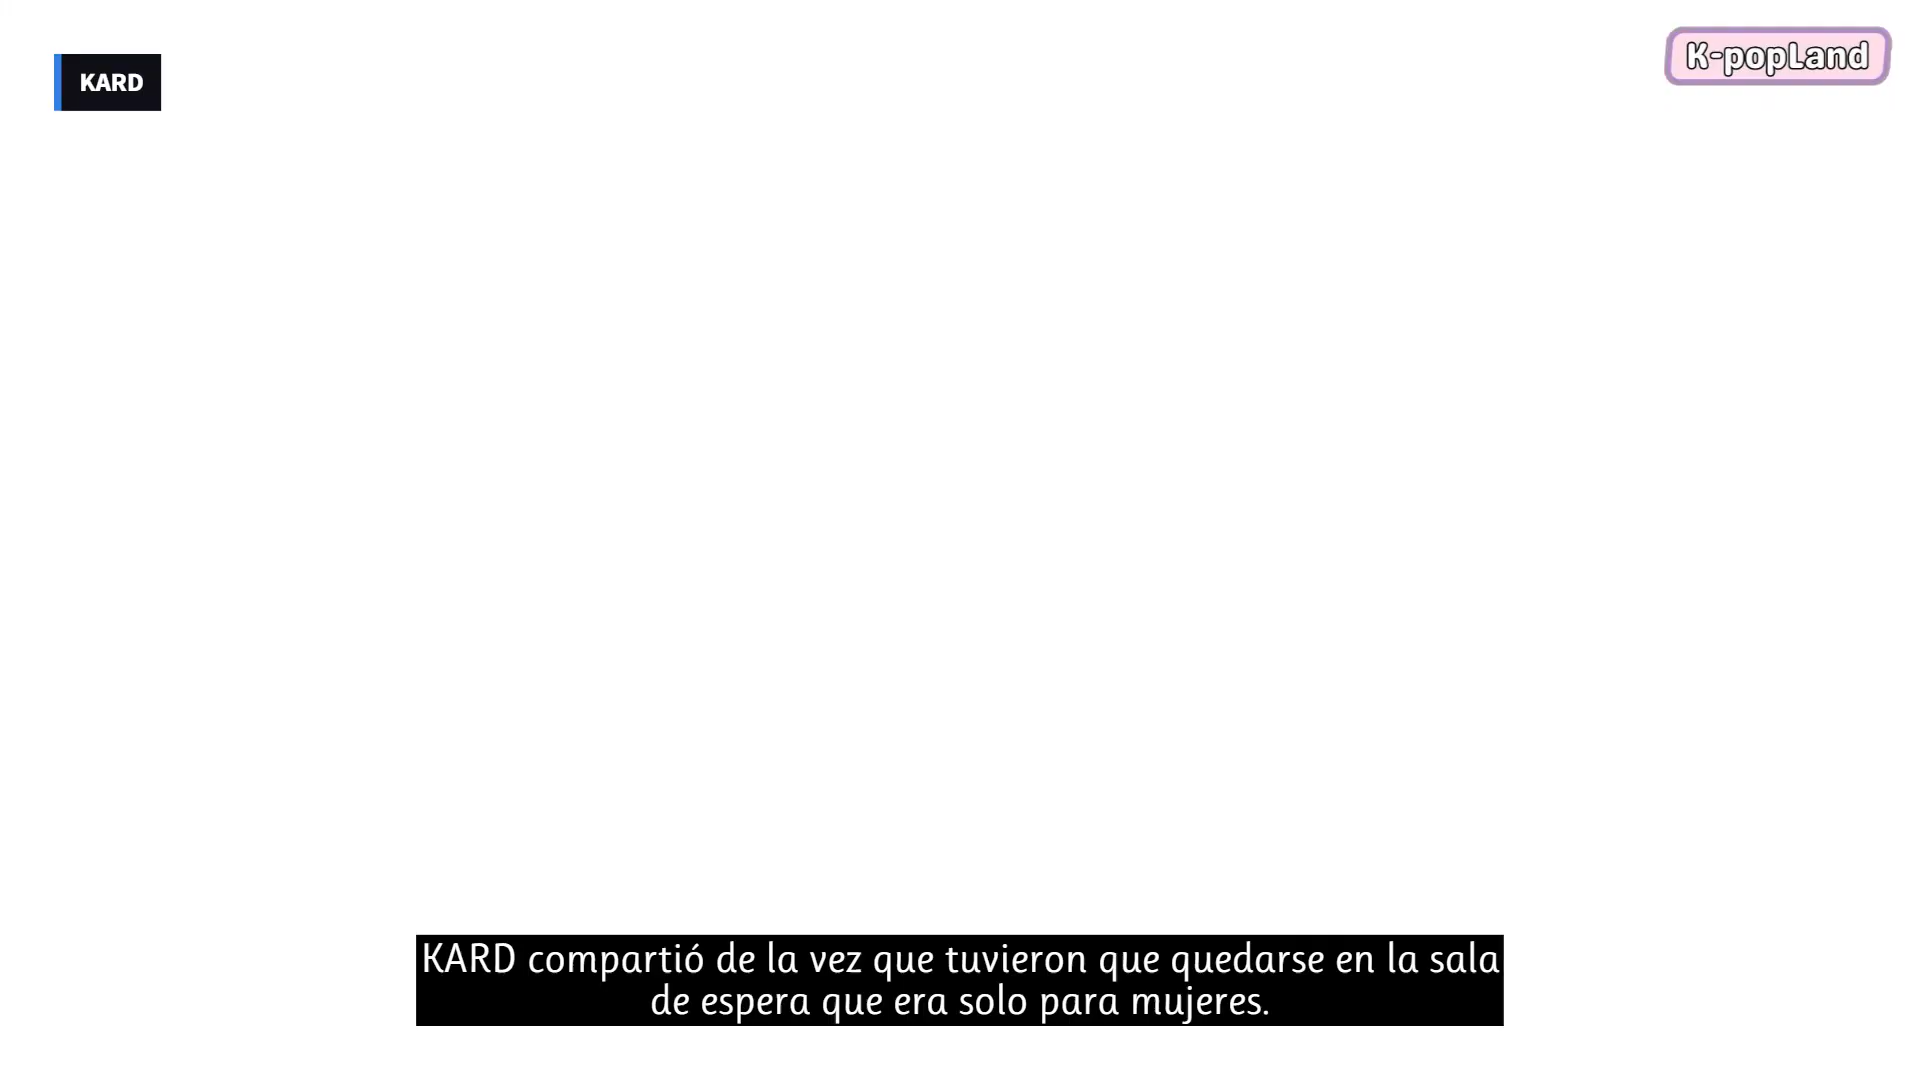 KARD
K-popLand
KARD compartió de la vez que tuvieron que quedarse en la sala
de espera que era solo para mujeres.